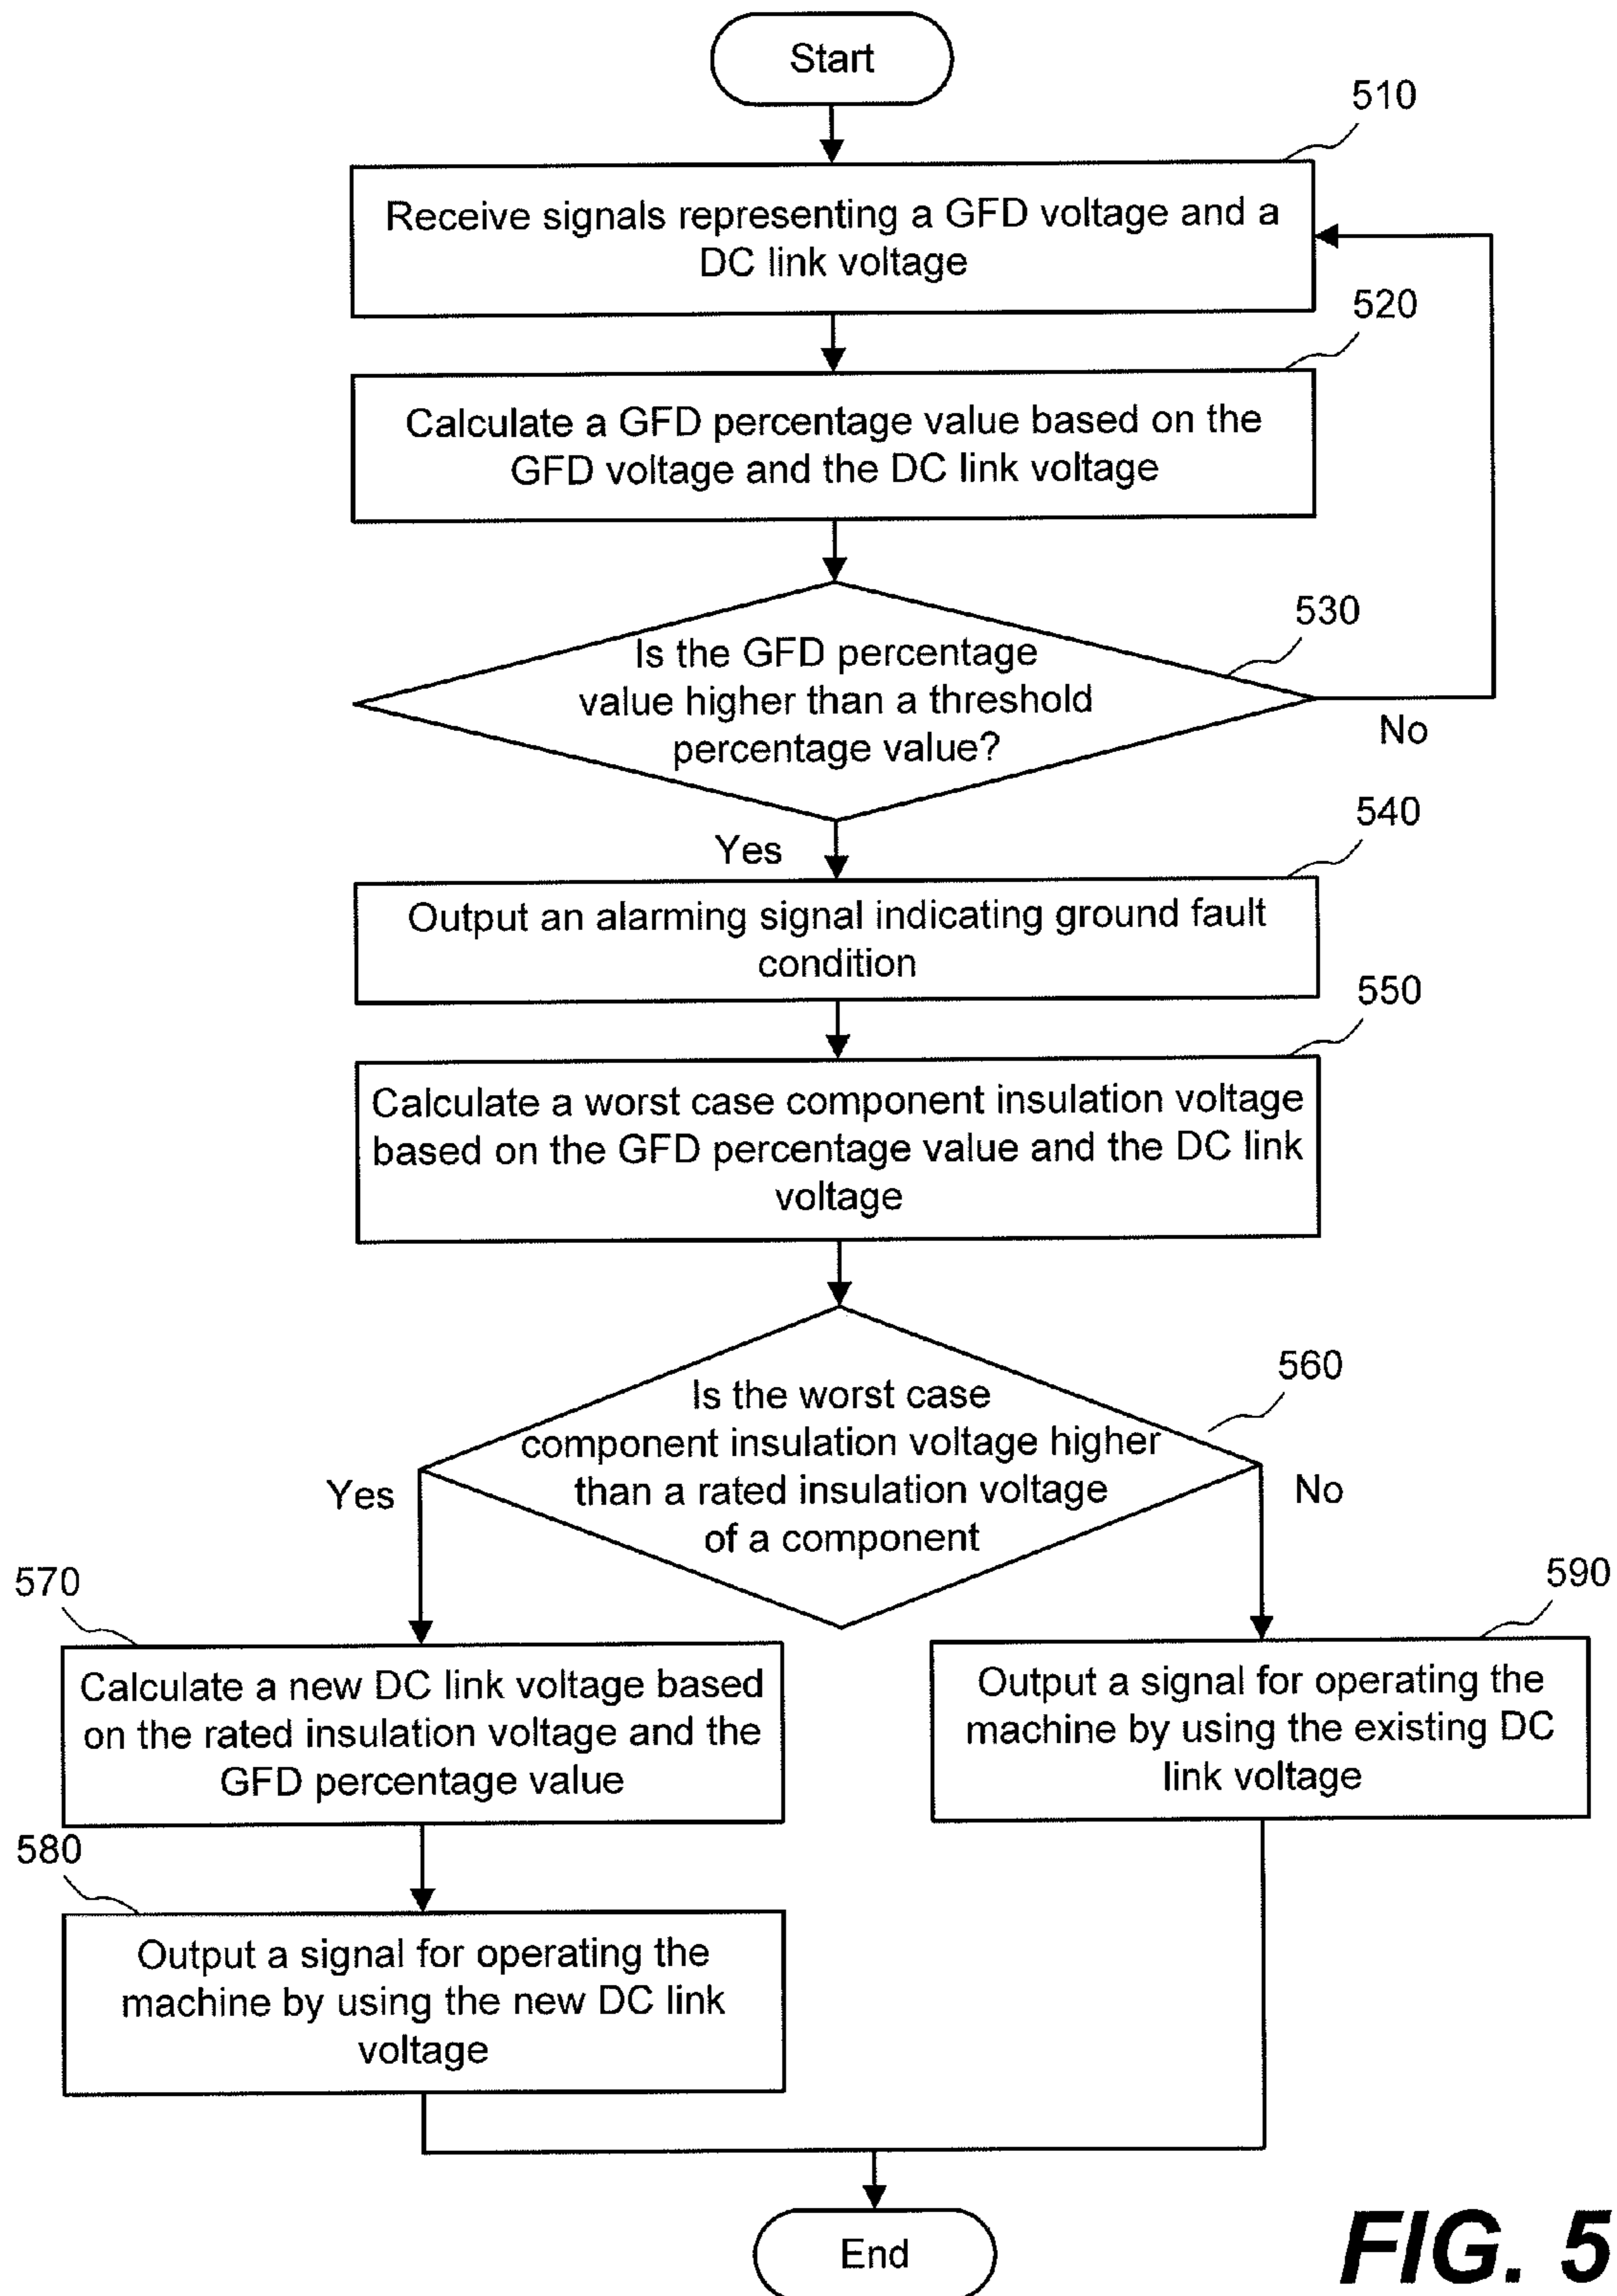 Start
510
Receive signals representing a GFD voltage and a
DC link voltage
520
Calculate a GFD percentage value based on the
GFD voltage and the DC link voltage
530
Is the GFD percentage
value higher than a threshold
percentage value?
No
Yes
540
Output an alarming signal indicating ground fault
condition
550
Calculate a worst case component insulation voltage
based on the GFD percentage value and the DC link
voltage
560
Is the worst case
component insulation voltage higher
than a rated insulation voltage
of a component
Yes
No
570
Calculate a new DC link voltage based
on the rated insulation voltage and the
GFD percentage value
590
Output a signal for operating the
machine by using the existing DC
link voltage
580
Output a signal for operating the
machine by using the new DC link
voltage
End
FIG. 5